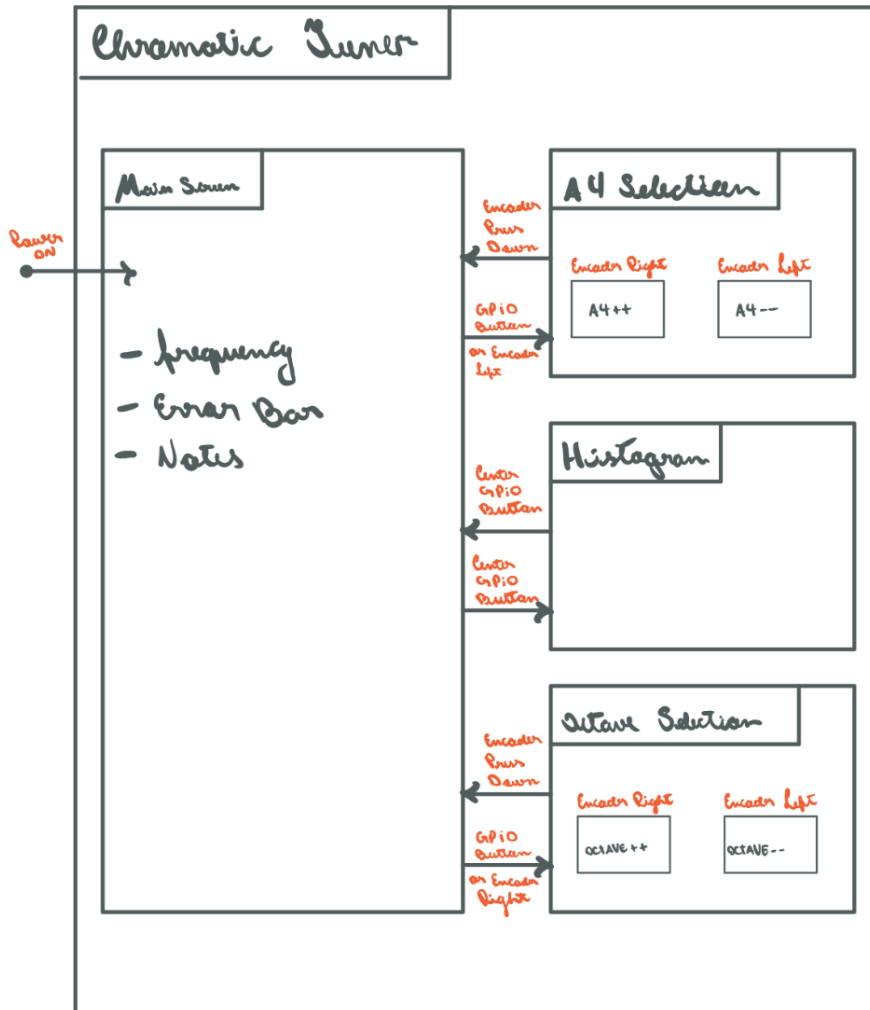 Chromatic Tuner
Main Screen
Power
ON
- frequency
- Error Bar
- Notes
Encoder
Press
Down
GPiO
Button
or Encoder
Left
A4 Selection
Encoder Right
A4++
Encoder Left
A4--
Center
GPiO
Button
Center
GPiO
Button
Histogram
Encoder
Press
Down
GPiO
Button
or Encoder
Right
Octave Selection
Encoder Right
OCTAVE++
Encoder Left
OCTAVE--